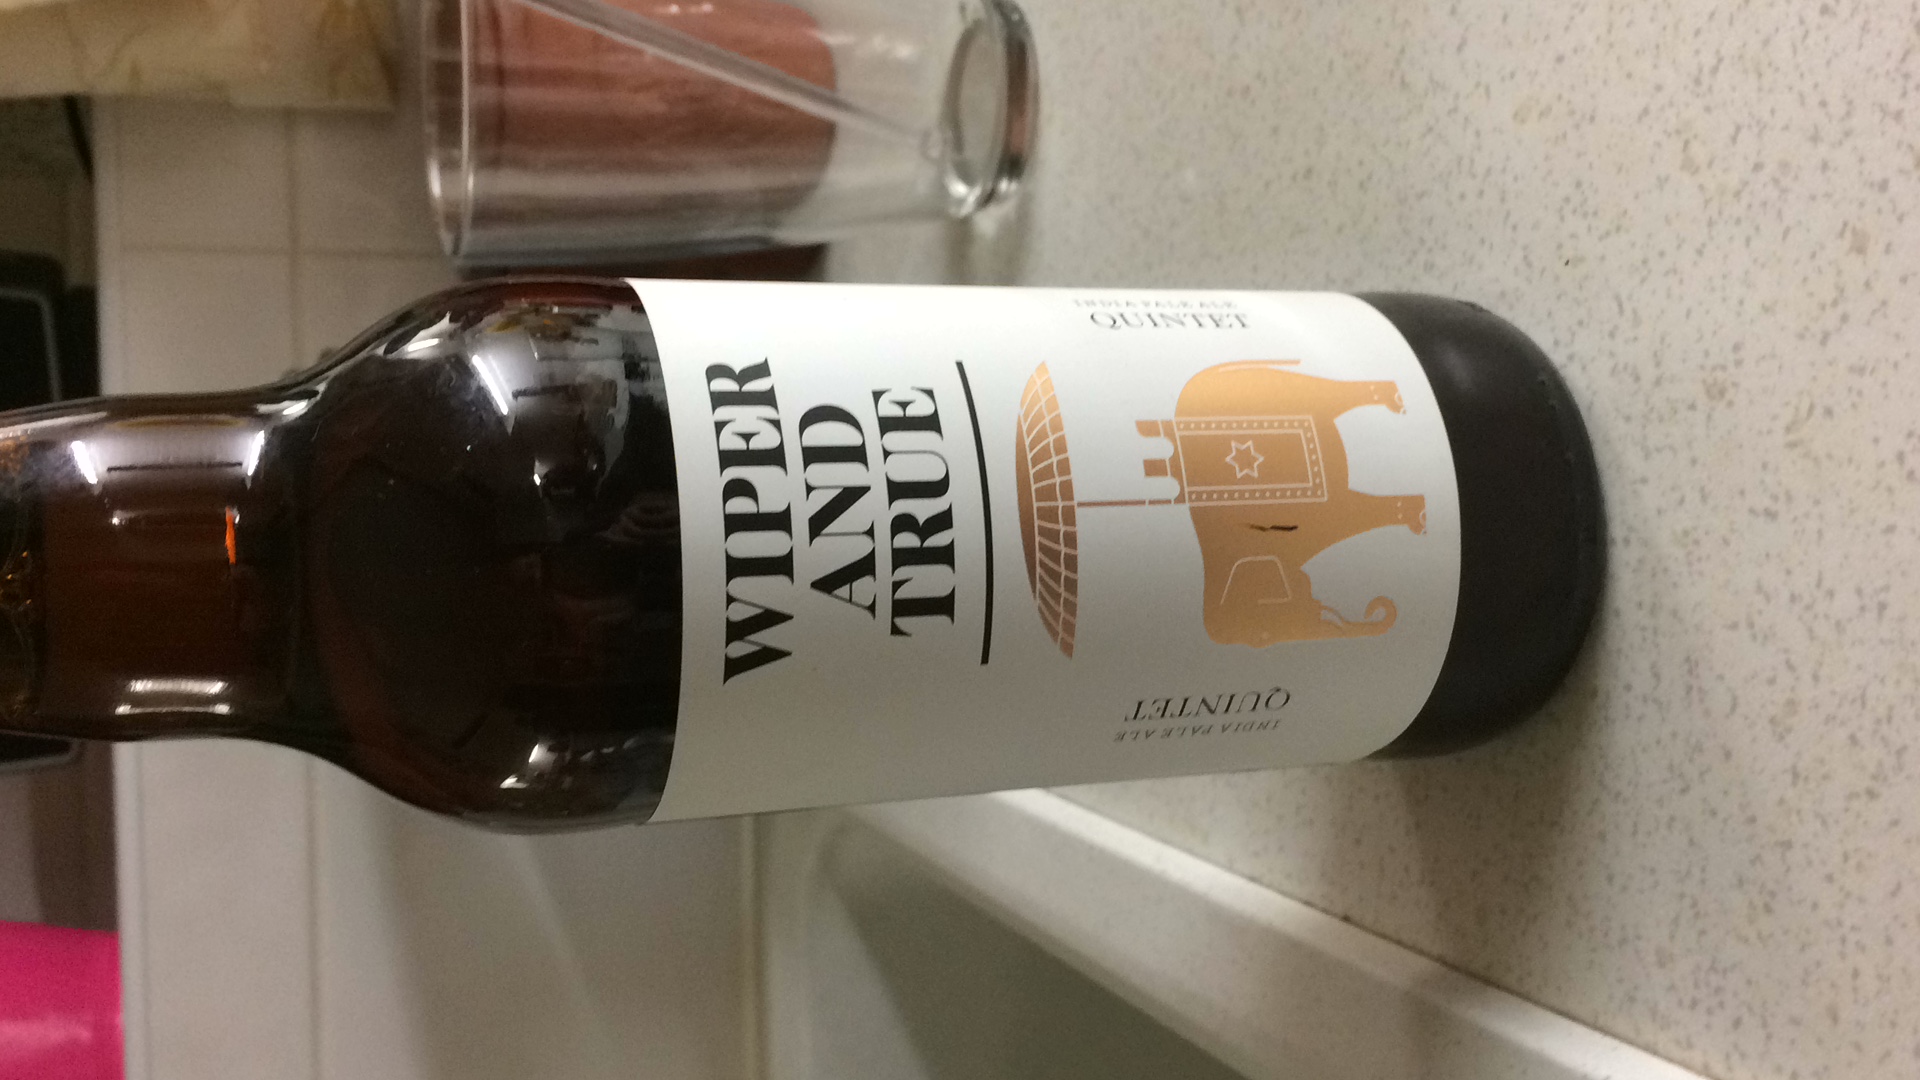 WIPER
AND
TRUE
INDIA PALE ALE
QUINTET
QUINTET
INDIA PALE ALE